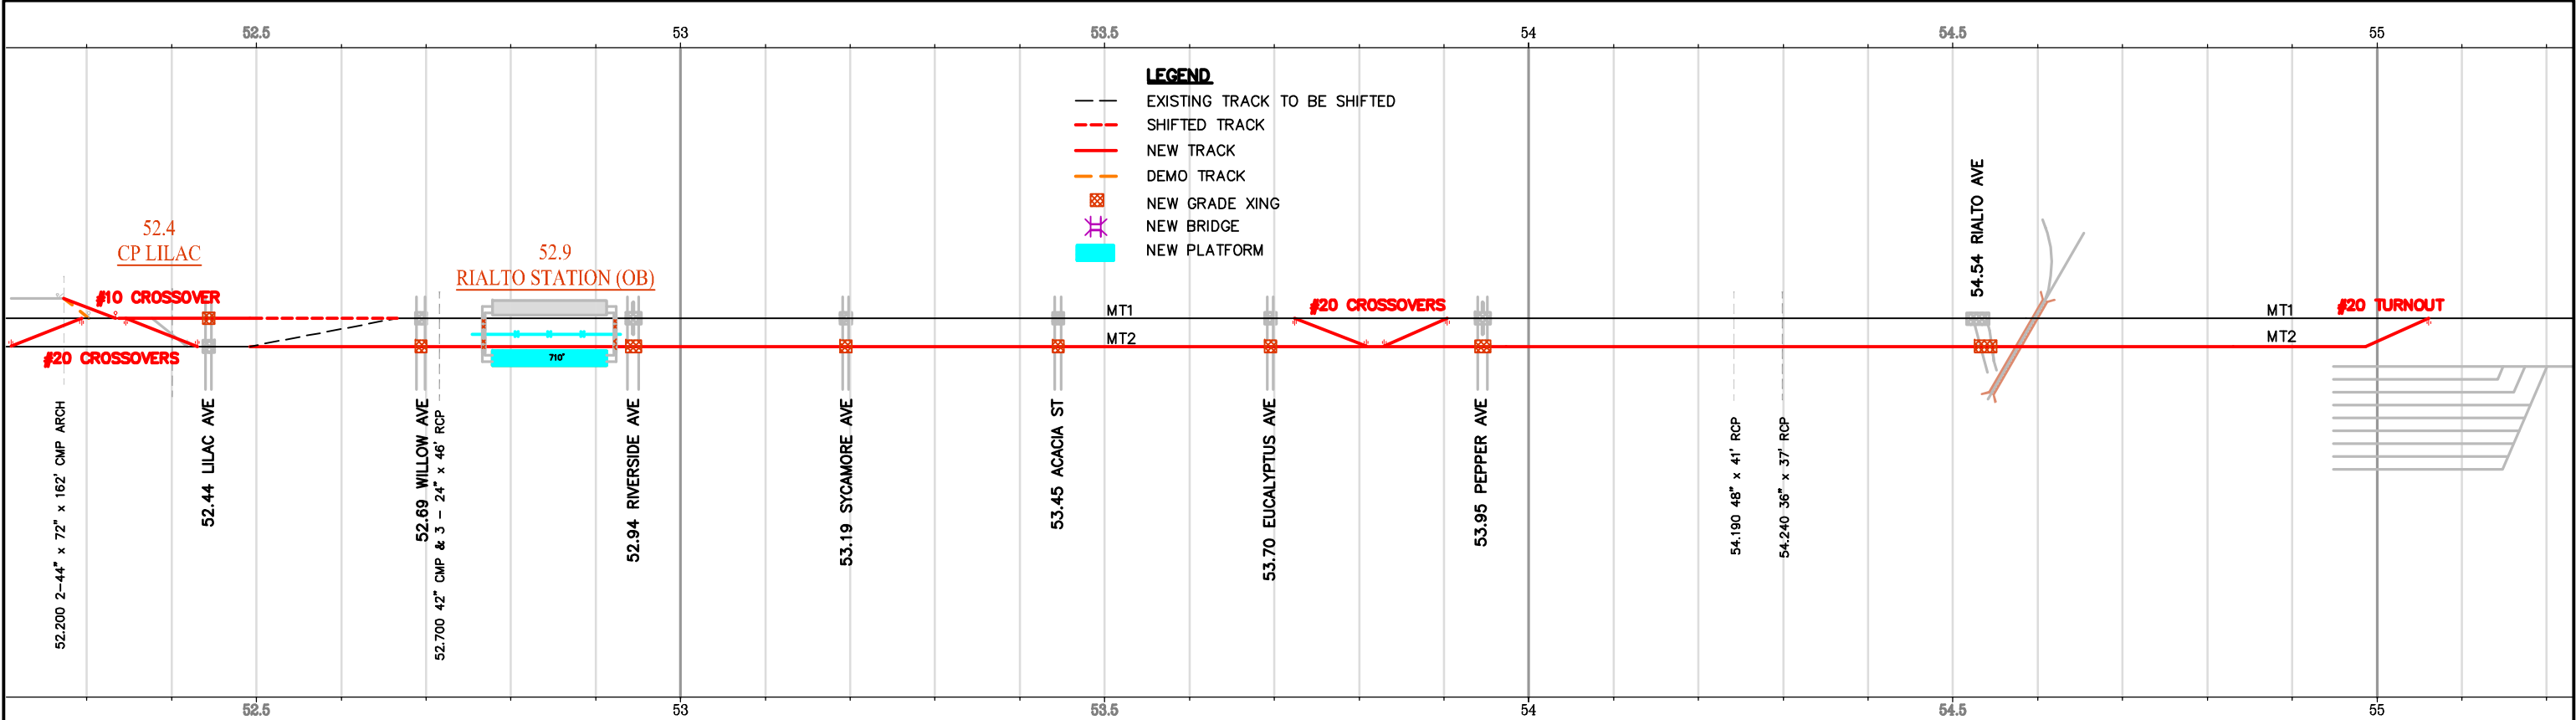 52.5 53 53.5 54 54.5 55
LEGEND
EXISTING TRACK TO BE SHIFTED
SHIFTED TRACK
NEW TRACK
DEMO TRACK
NEW GRADE XING
NEW BRIDGE
NEW PLATFORM
52.4
CP LILAC
52.9
RIALTO STATION (OB)
54.54 RIALTO AVE
#10 CROSSOVER
#20 CROSSOVERS
MT1
MT2
710'
#20 CROSSOVERS
MT1
MT2
#20 TURNOUT
52.200 2-44" x 72" x 162' CMP ARCH
52.44 LILAC AVE
52.69 WILLOW AVE
52.700 42" CMP & 3 - 24" x 46' RCP
52.94 RIVERSIDE AVE
53.19 SYCAMORE AVE
53.45 ACACIA ST
53.70 EUCALYPTUS AVE
53.95 PEPPER AVE
54.190 48" x 41' RCP
54.240 36" x 37' RCP
52.5 53 53.5 54 54.5 55